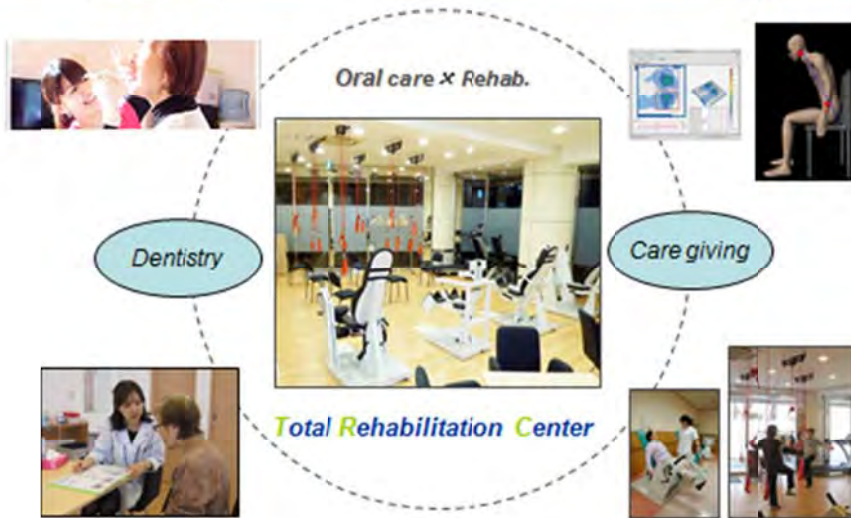 Oral care × Rehab.
Dentistry
Care giving
Total Rehabilitation Center